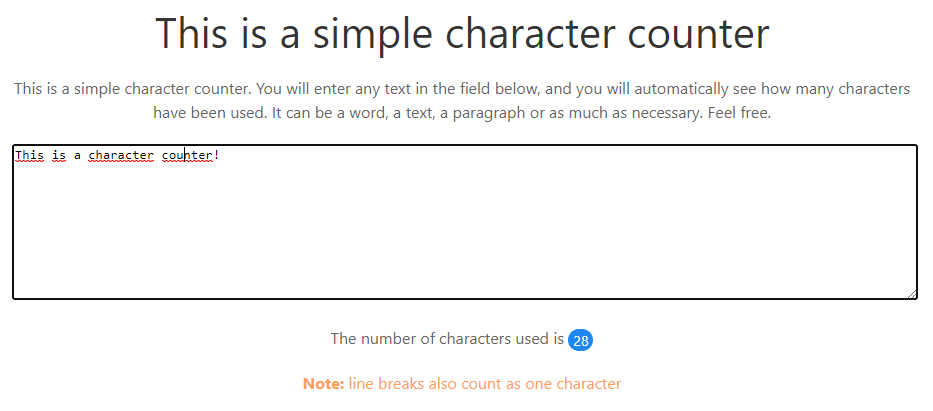 This is a simple character counter
This is a simple character counter. You will enter any text in the field below, and you will automatically see how many characters
have been used. It can be a word, a text, a paragraph or as much as necessary. Feel free.
This is a character counter!
The number of characters used is 28
Note: line breaks also count as one character